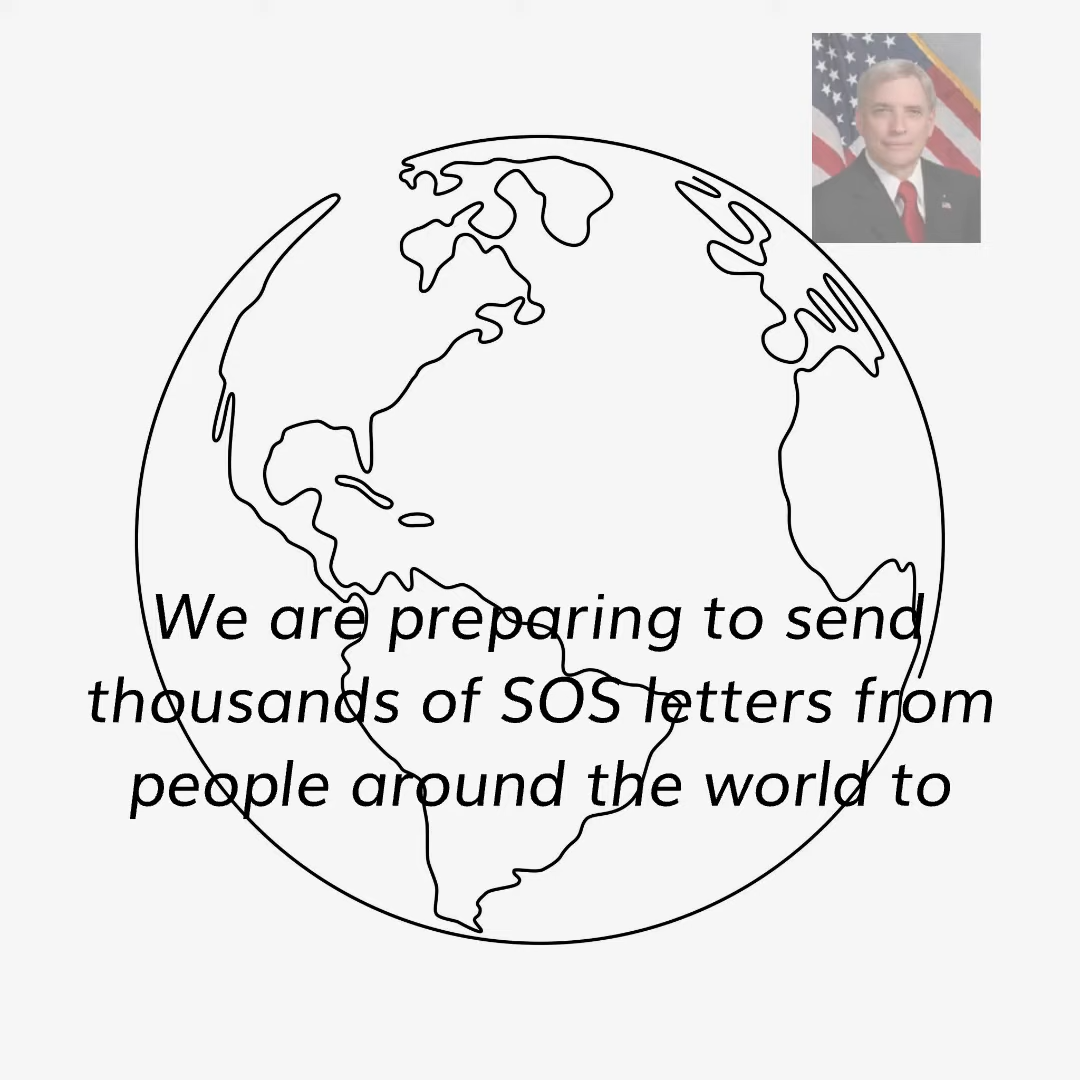 We are preparing to send
thousands of SOS letters from
people around the world to